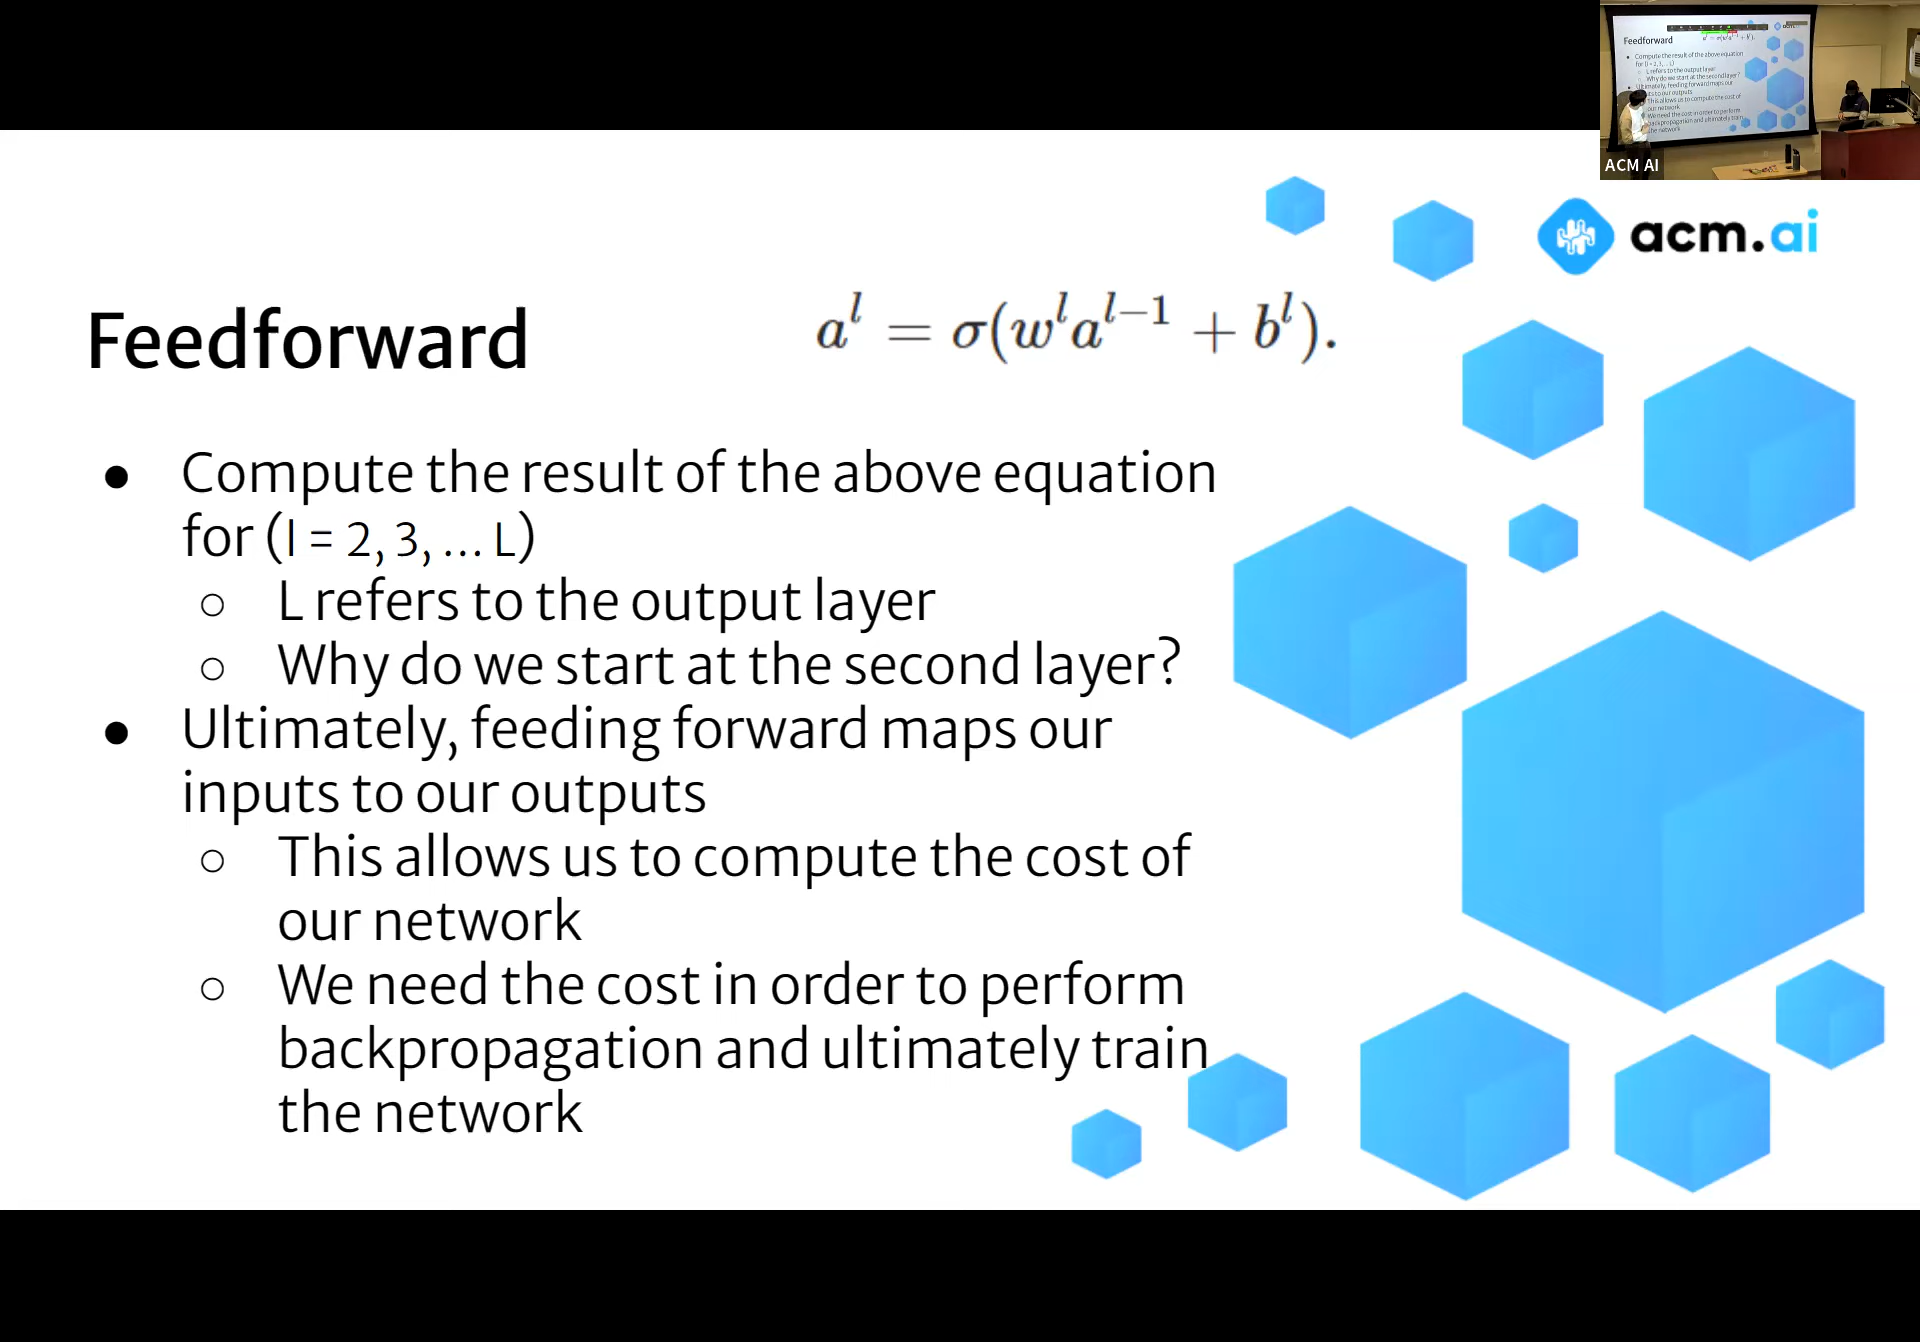 ACM AI
acm.ai
Feedforward
a^l = σ(w^l a^{l−1} + b^l).
● Compute the result of the above equation
for (l = 2, 3, ... L)
○ L refers to the output layer
○ Why do we start at the second layer?
● Ultimately, feeding forward maps our
inputs to our outputs
○ This allows us to compute the cost of
our network
○ We need the cost in order to perform
backpropagation and ultimately train
the network